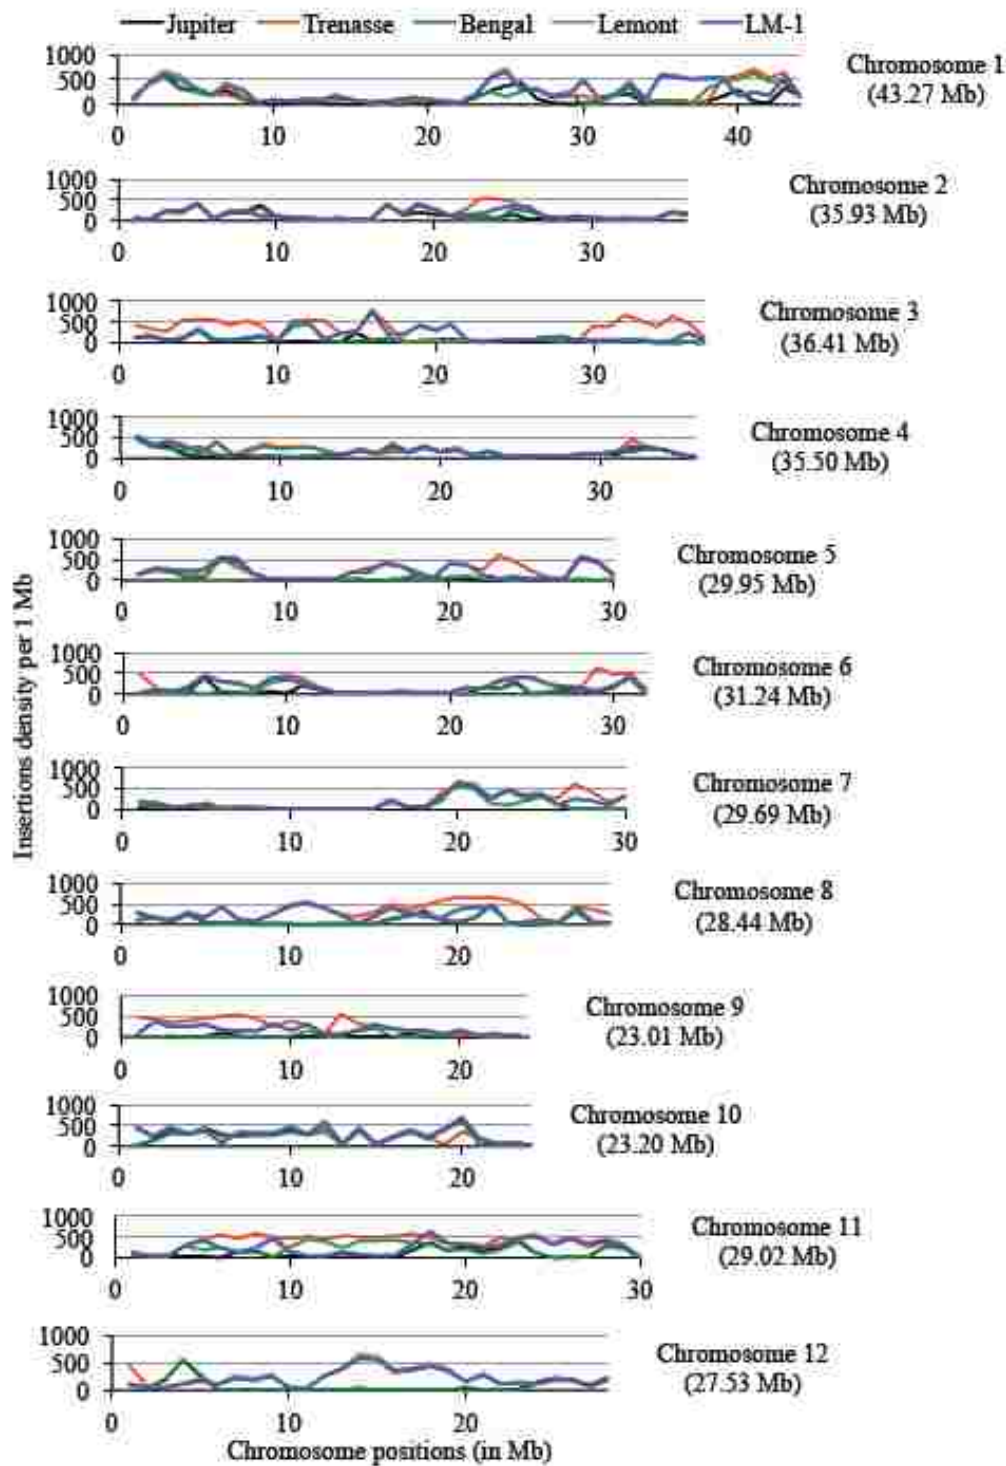 Jupiter Trenasse Bengal Lemont LM-1
1000
500
0
0 10 20 30 40
Chromosome 1
(43.27 Mb)
1000
500
0
0 10 20 30
Chromosome 2
(35.93 Mb)
1000
500
0
0 10 20 30
Chromosome 3
(36.41 Mb)
1000
500
0
0 10 20 30
Chromosome 4
(35.50 Mb)
1000
500
0
0 10 20 30
Chromosome 5
(29.95 Mb)
1000
500
0
0 10 20 30
Chromosome 6
(31.24 Mb)
1000
500
0
0 10 20 30
Chromosome 7
(29.69 Mb)
1000
500
0
0 10 20
Chromosome 8
(28.44 Mb)
1000
500
0
0 10 20
Chromosome 9
(23.01 Mb)
1000
500
0
0 10 20
Chromosome 10
(23.20 Mb)
1000
500
0
0 10 20 30
Chromosome 11
(29.02 Mb)
1000
500
0
0 10 20
Chromosome 12
(27.53 Mb)
Insertions density per 1 Mb
Chromosome positions (in Mb)